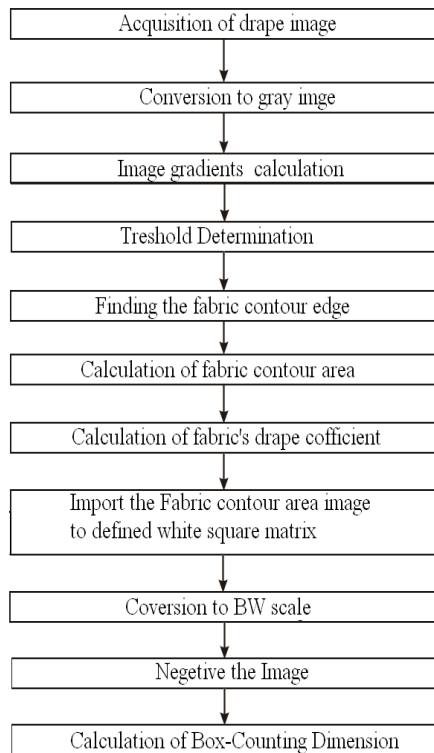 Acquisition of drape image
Conversion to gray imge
Image gradients calculation
Treshold Determination
Finding the fabric contour edge
Calculation of fabric contour area
Calculation of fabric's drape cofficient
Import the Fabric contour area image
to defined white square matrix
Coversion to BW scale
Negetive the Image
Calculation of Box-Counting Dimension